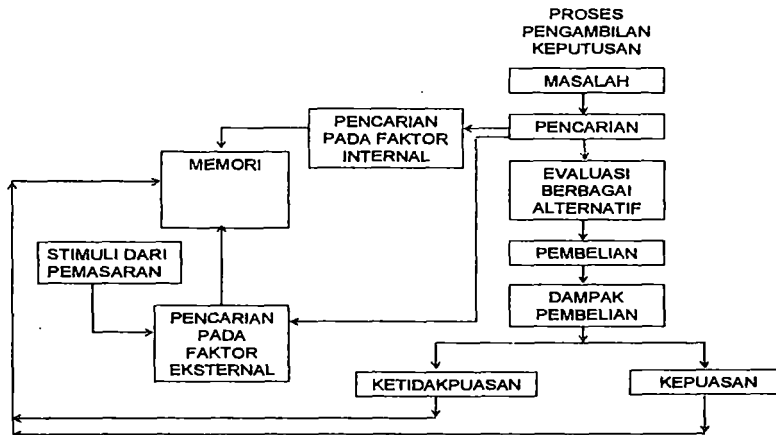 PROSES
PENGAMBILAN
KEPUTUSAN
MASALAH
PENCARIAN
PENCARIAN
PADA FAKTOR
INTERNAL
MEMORI
EVALUASI
BERBAGAI
ALTERNATIF
STIMULI DARI
PEMASARAN
PEMBELIAN
PENCARIAN
PADA
FAKTOR
EKSTERNAL
DAMPAK
PEMBELIAN
KETIDAKPUASAN
KEPUASAN